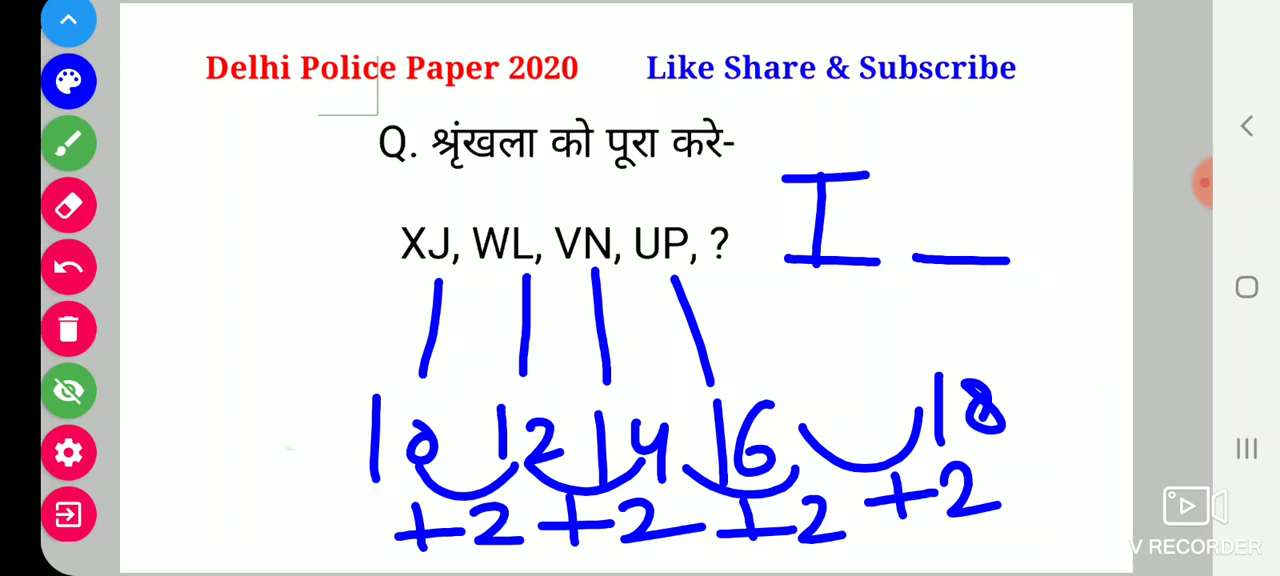 Delhi Police Paper 2020 Like Share & Subscribe
Q. श्रृंखला को पूरा करे-
XJ, WL, VN, UP, ? T _
10 12 14 16 18
+2 +2 +2 +2
V RECORDER